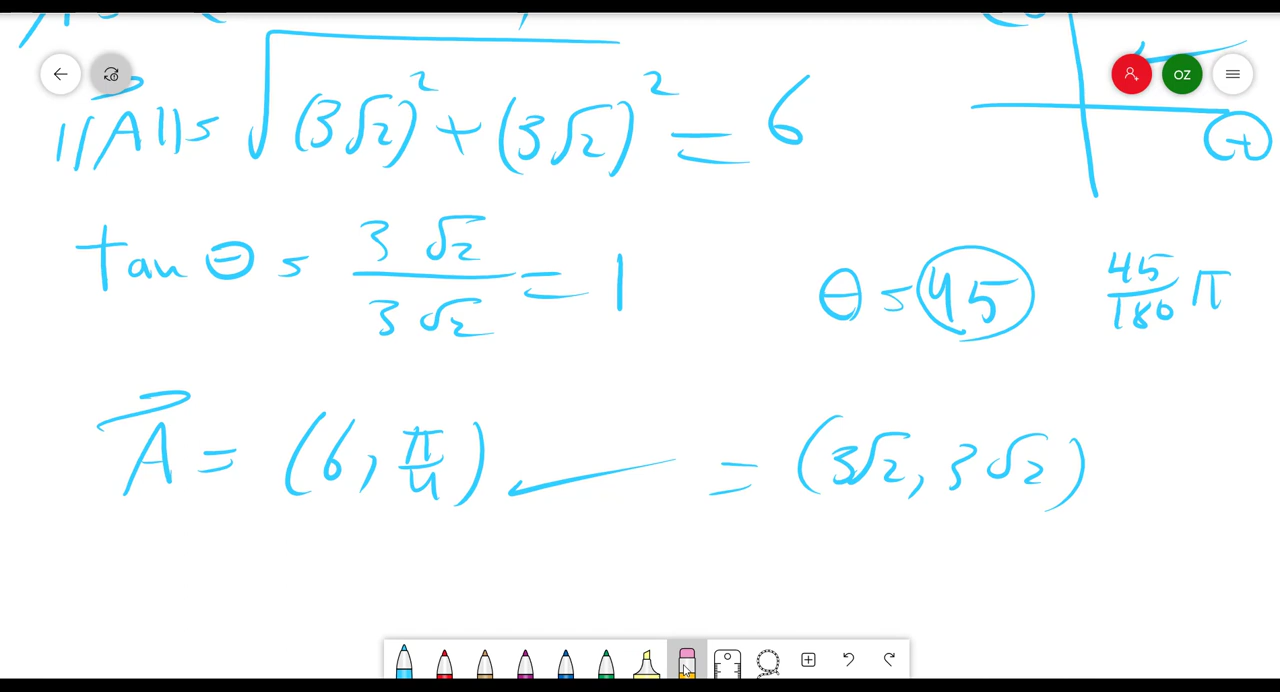 OZ
||A⃗|| = √((3√2)² + (3√2)²) = 6
(+)
tan θ = 3√2 / 3√2 = 1 θ = 45 45/180 π
A⃗ = (6, π/4) = (3√2, 3√2)